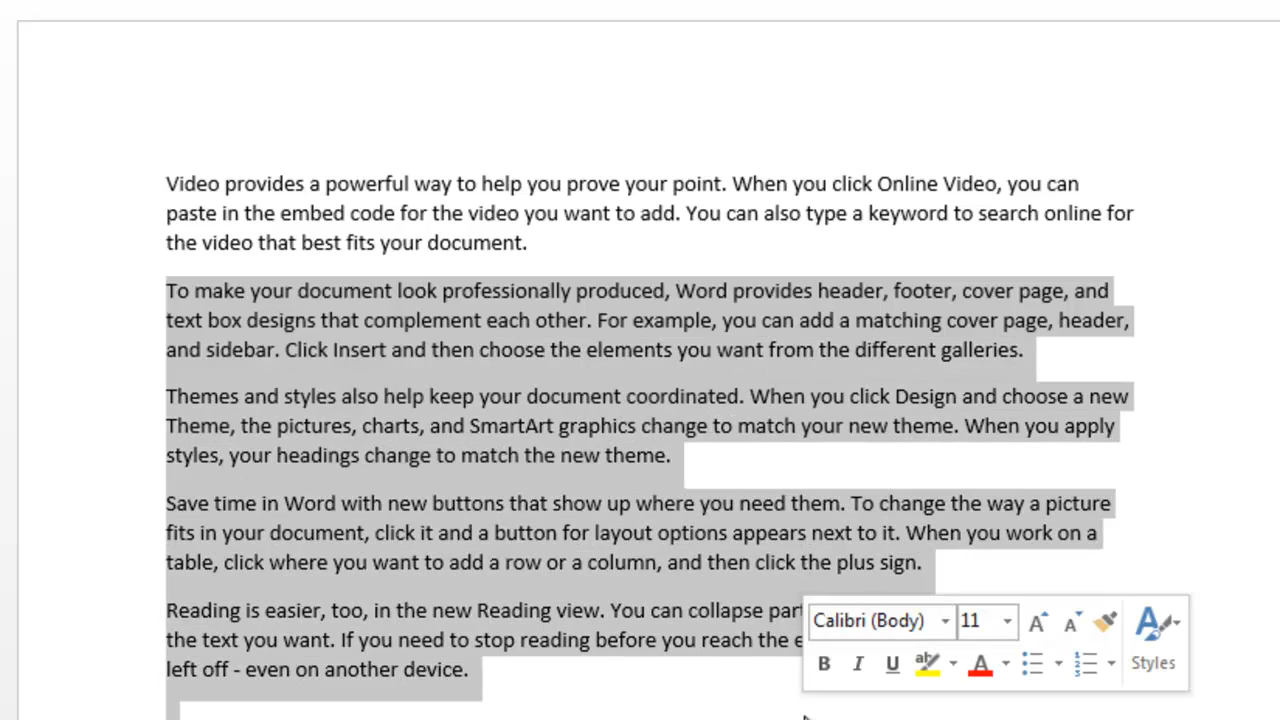 Video provides a powerful way to help you prove your point. When you click Online Video, you can
paste in the embed code for the video you want to add. You can also type a keyword to search online for
the video that best fits your document.
To make your document look professionally produced, Word provides header, footer, cover page, and
text box designs that complement each other. For example, you can add a matching cover page, header,
and sidebar. Click Insert and then choose the elements you want from the different galleries.
Themes and styles also help keep your document coordinated. When you click Design and choose a new
Theme, the pictures, charts, and SmartArt graphics change to match your new theme. When you apply
styles, your headings change to match the new theme.
Save time in Word with new buttons that show up where you need them. To change the way a picture
fits in your document, click it and a button for layout options appears next to it. When you work on a
table, click where you want to add a row or a column, and then click the plus sign.
Reading is easier, too, in the new Reading view. You can collapse par
the text you want. If you need to stop reading before you reach the e
left off - even on another device.
Calibri (Body) 11 A A A
B I U ab A Styles